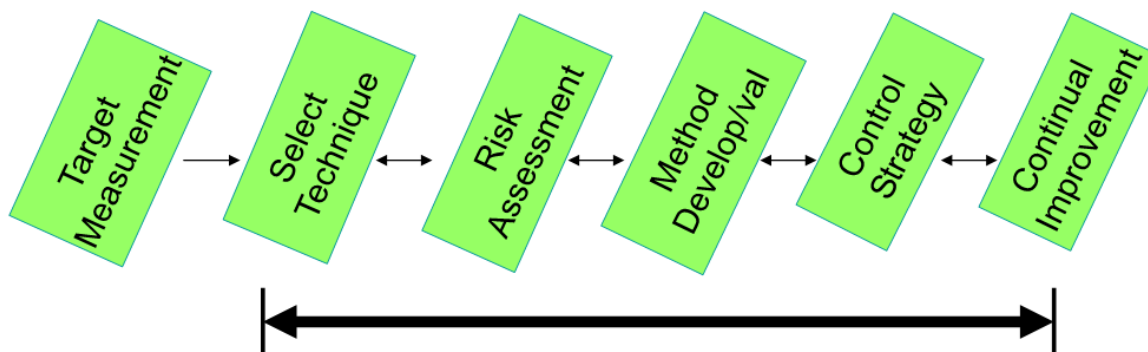 Target
Measurement
Select
Technique
Risk
Assessment
Method
Develop/val
Control
Strategy
Continual
Improvement